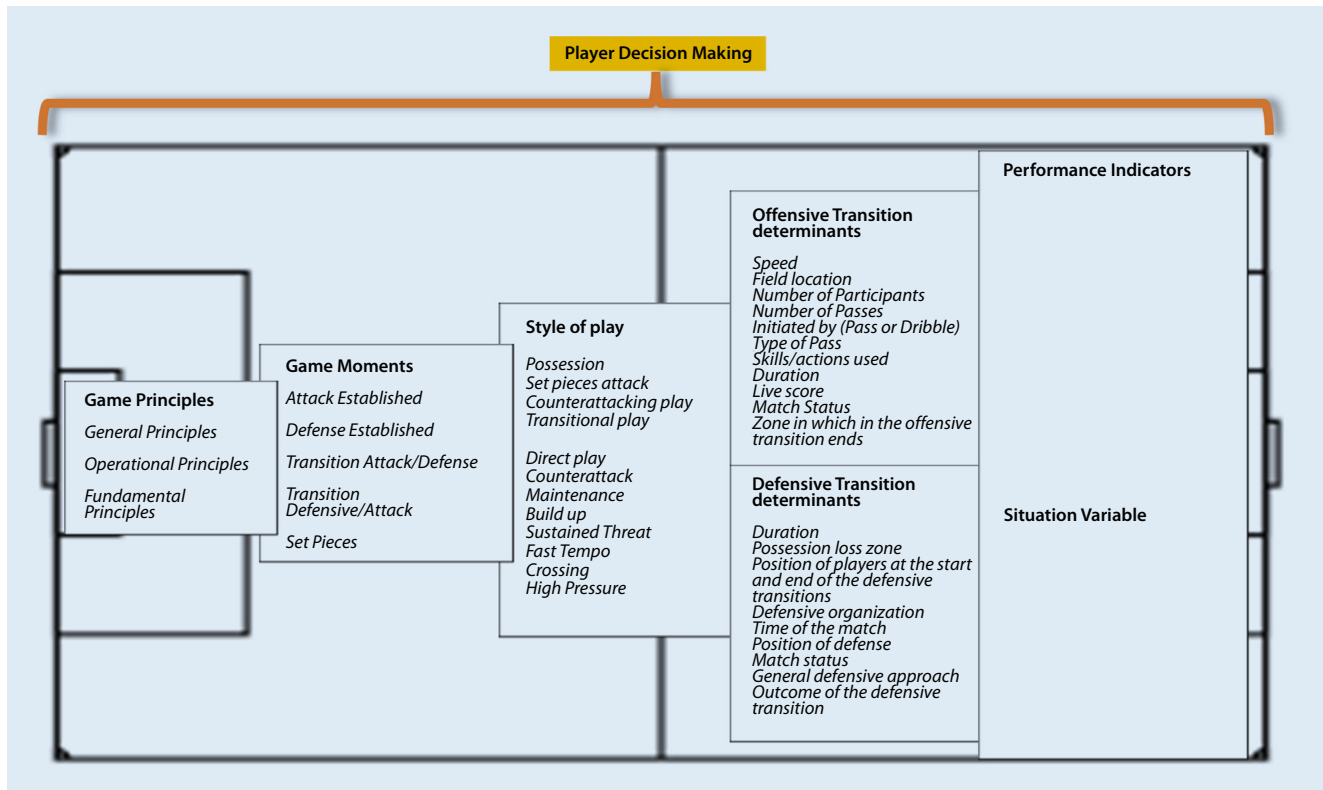 Player Decision Making
Game Principles
General Principles
Operational Principles
Fundamental
Principles
Game Moments
Attack Established
Defense Established
Transition Attack/Defense
Transition
Defensive/Attack
Set Pieces
Style of play
Possession
Set pieces attack
Counterattacking play
Transitional play
Direct play
Counterattack
Maintenance
Build up
Sustained Threat
Fast Tempo
Crossing
High Pressure
Offensive Transition
determinants
Speed
Field location
Number of Participants
Number of Passes
Initiated by (Pass or Dribble)
Type of Pass
Skills/actions used
Duration
Live score
Match Status
Zone in which in the offensive
transition ends
Defensive Transition
determinants
Duration
Possession loss zone
Position of players at the start
and end of the defensive
transitions
Defensive organization
Time of the match
Position of defense
Match status
General defensive approach
Outcome of the defensive
transition
Performance Indicators
Situation Variable